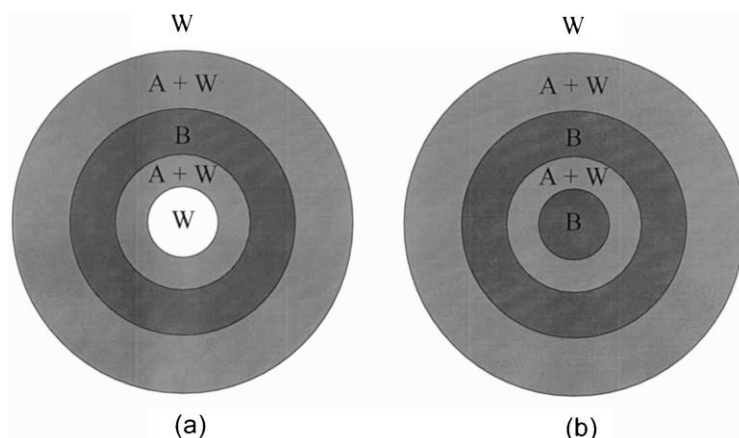 W W
A + W A + W
B B
A + W A + W
W B
(a) (b)